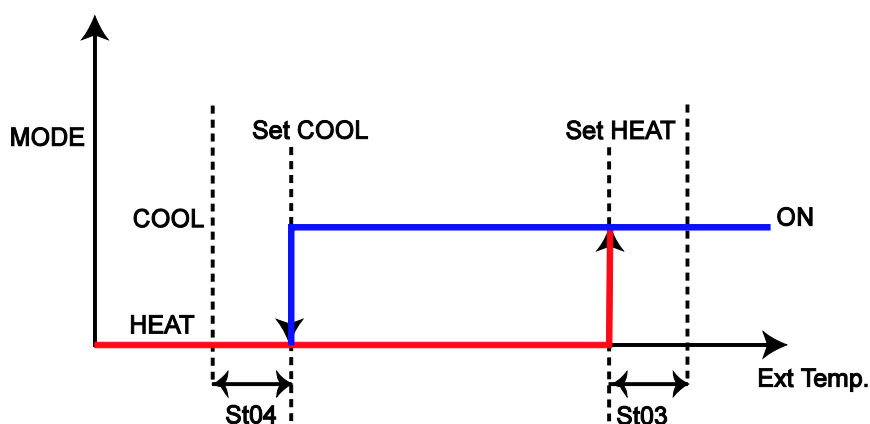 MODE
Set COOL
Set HEAT
COOL
ON
HEAT
Ext Temp.
St04
St03